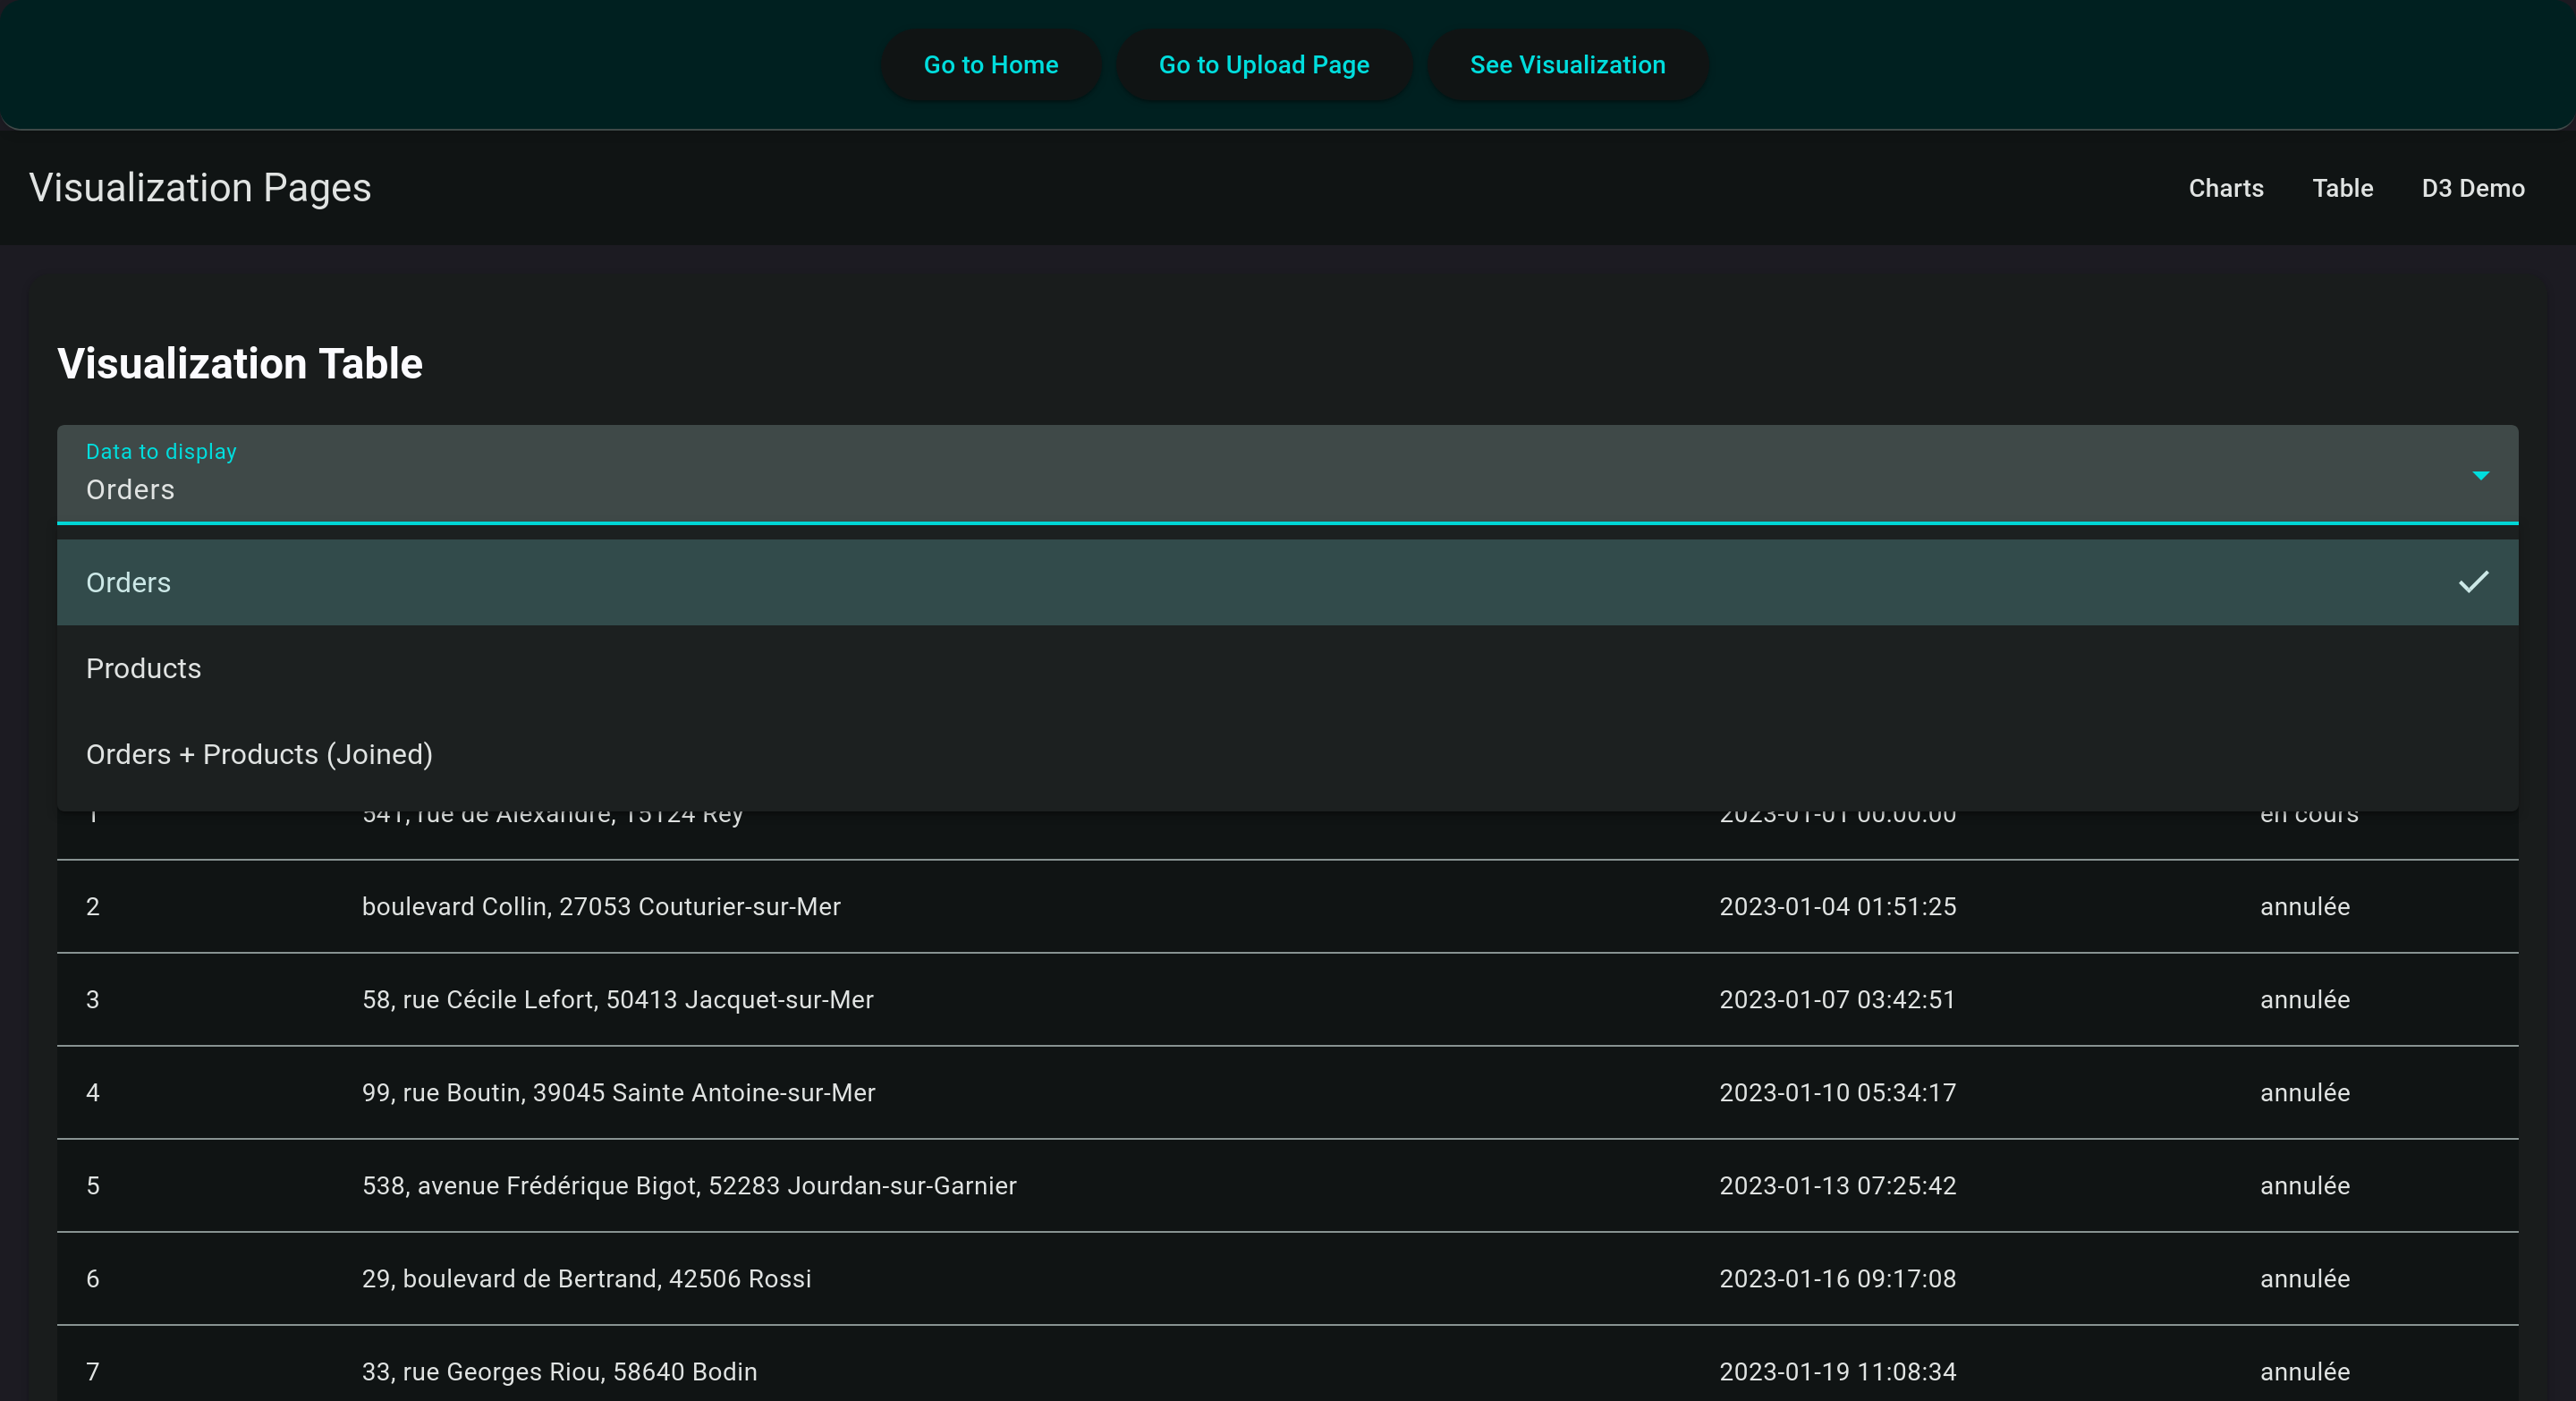 Go to Home Go to Upload Page See Visualization
Visualization Pages Charts Table D3 Demo
Visualization Table
Data to display
Orders
Orders
Products
Orders + Products (Joined)
1 541, rue de Alexandre, 15124 Rey 2023-01-01 00:00:00 en cours
2 boulevard Collin, 27053 Couturier-sur-Mer 2023-01-04 01:51:25 annulée
3 58, rue Cécile Lefort, 50413 Jacquet-sur-Mer 2023-01-07 03:42:51 annulée
4 99, rue Boutin, 39045 Sainte Antoine-sur-Mer 2023-01-10 05:34:17 annulée
5 538, avenue Frédérique Bigot, 52283 Jourdan-sur-Garnier 2023-01-13 07:25:42 annulée
6 29, boulevard de Bertrand, 42506 Rossi 2023-01-16 09:17:08 annulée
7 33, rue Georges Riou, 58640 Bodin 2023-01-19 11:08:34 annulée